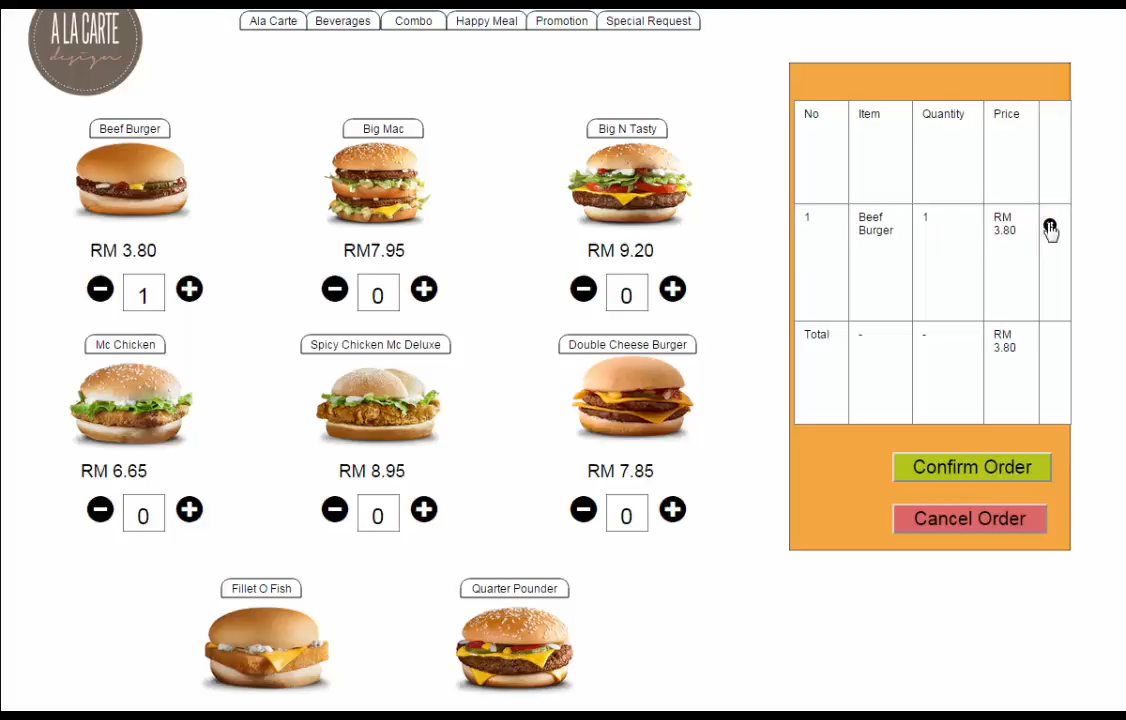 A LA CARTE
design
Ala Carte Beverages Combo Happy Meal Promotion Special Request
Beef Burger Big Mac Big N Tasty
RM 3.80 RM7.95 RM 9.20
1 0 0
Mc Chicken Spicy Chicken Mc Deluxe Double Cheese Burger
RM 6.65 RM 8.95 RM 7.85
0 0 0
Fillet O Fish Quarter Pounder
No Item Quantity Price
1 Beef 1 RM
Burger 3.80
Total - - RM
3.80
Confirm Order
Cancel Order